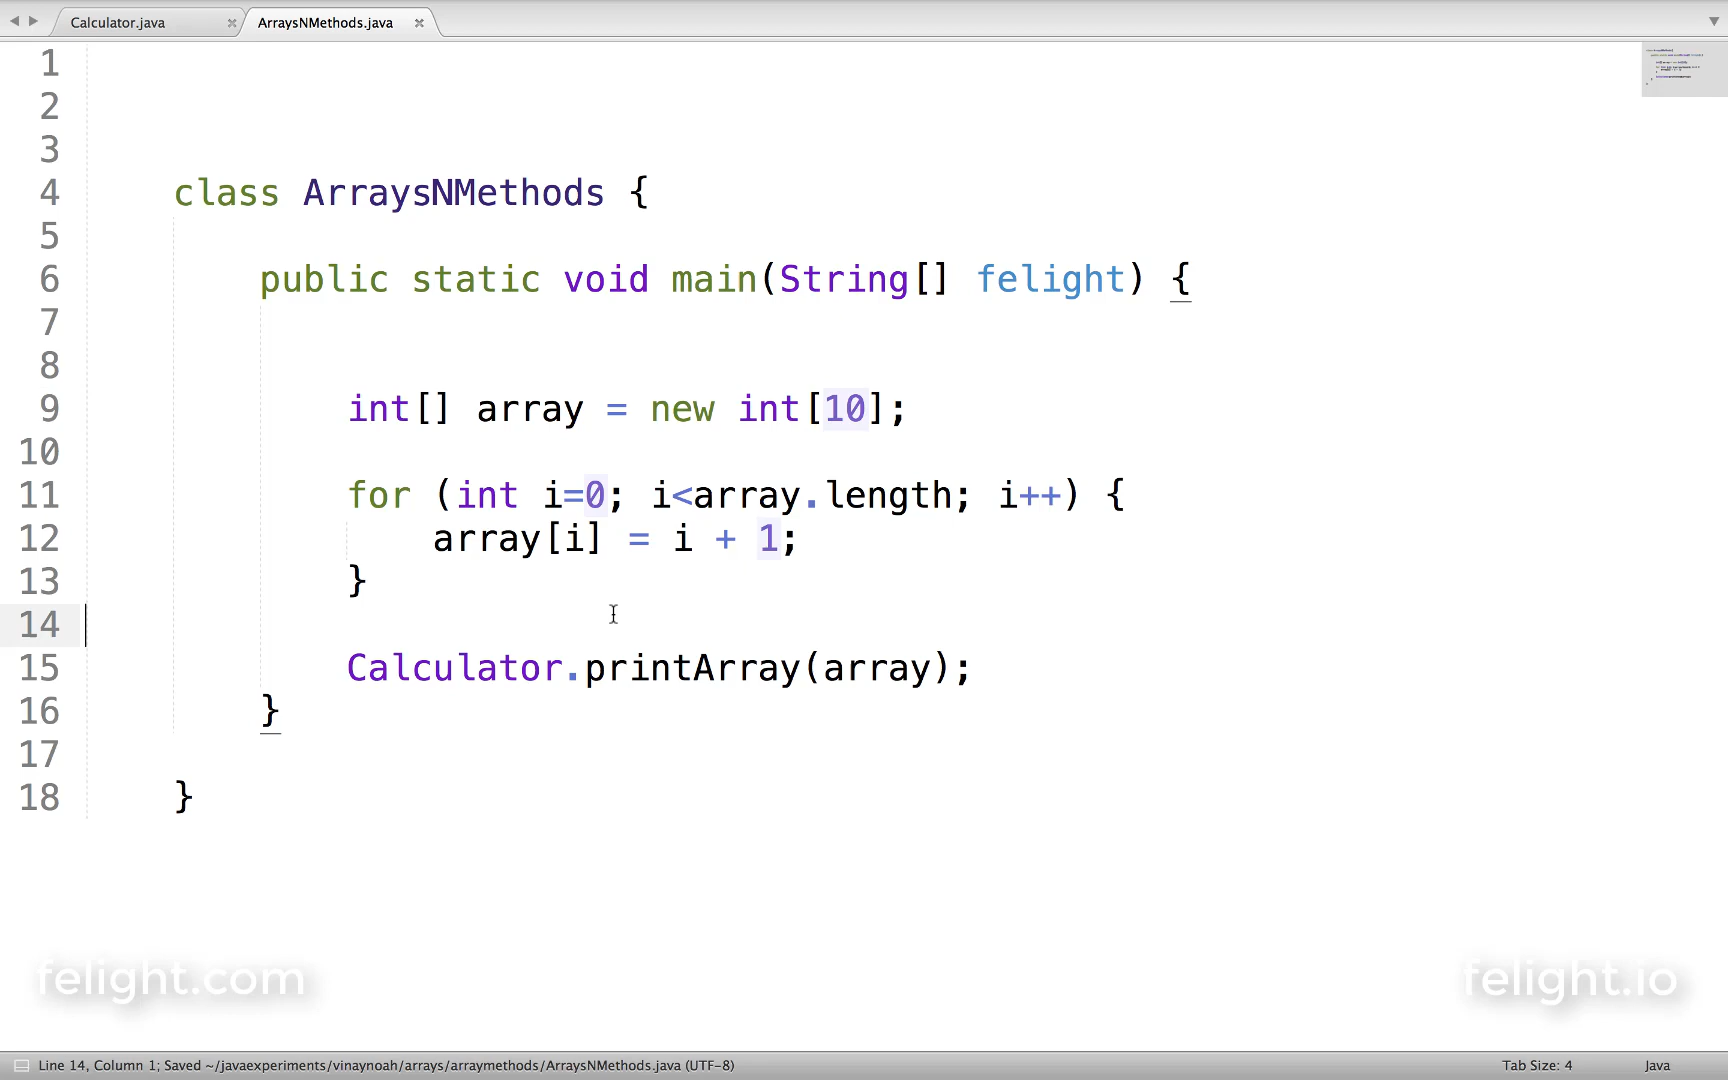 Calculator.java
ArraysNMethods.java
1
2
3
4 class ArraysNMethods {
5
6 public static void main(String[] felight) {
7
8
9 int[] array = new int[10];
10
11 for (int i=0; i<array.length; i++) {
12 array[i] = i + 1;
13 }
14
15 Calculator.printArray(array);
16 }
17
18 }
felight.com
felight.io
Line 14, Column 1; Saved ~/javaexperiments/vinaynoah/arrays/arraymethods/ArraysNMethods.java (UTF-8)
Tab Size: 4
Java